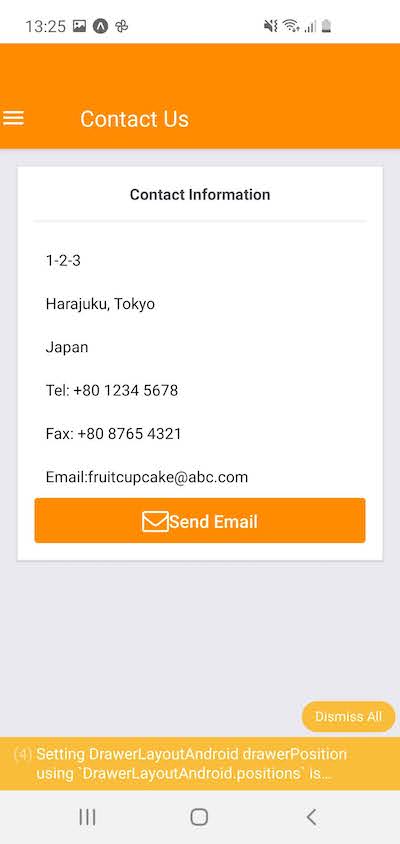 13:25
Contact Us
Contact Information
1-2-3
Harajuku, Tokyo
Japan
Tel: +80 1234 5678
Fax: +80 8765 4321
Email:fruitcupcake@abc.com
Send Email
Dismiss All
(4) Setting DrawerLayoutAndroid drawerPosition
using `DrawerLayoutAndroid.positions` is...